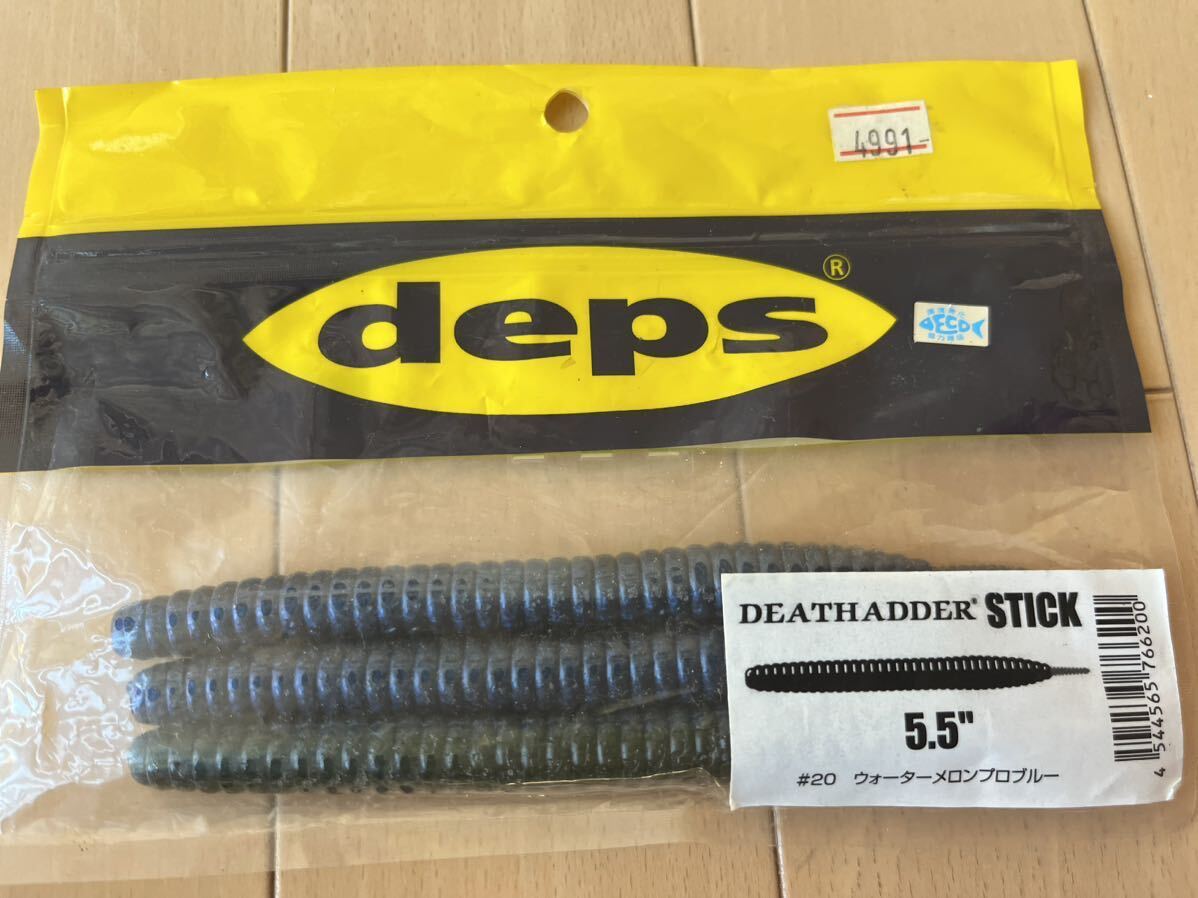 4991-
deps®
FECO
DEATHADDER® STICK
5.5"
#20 ウォーターメロンプロブルー
4 544565 766200